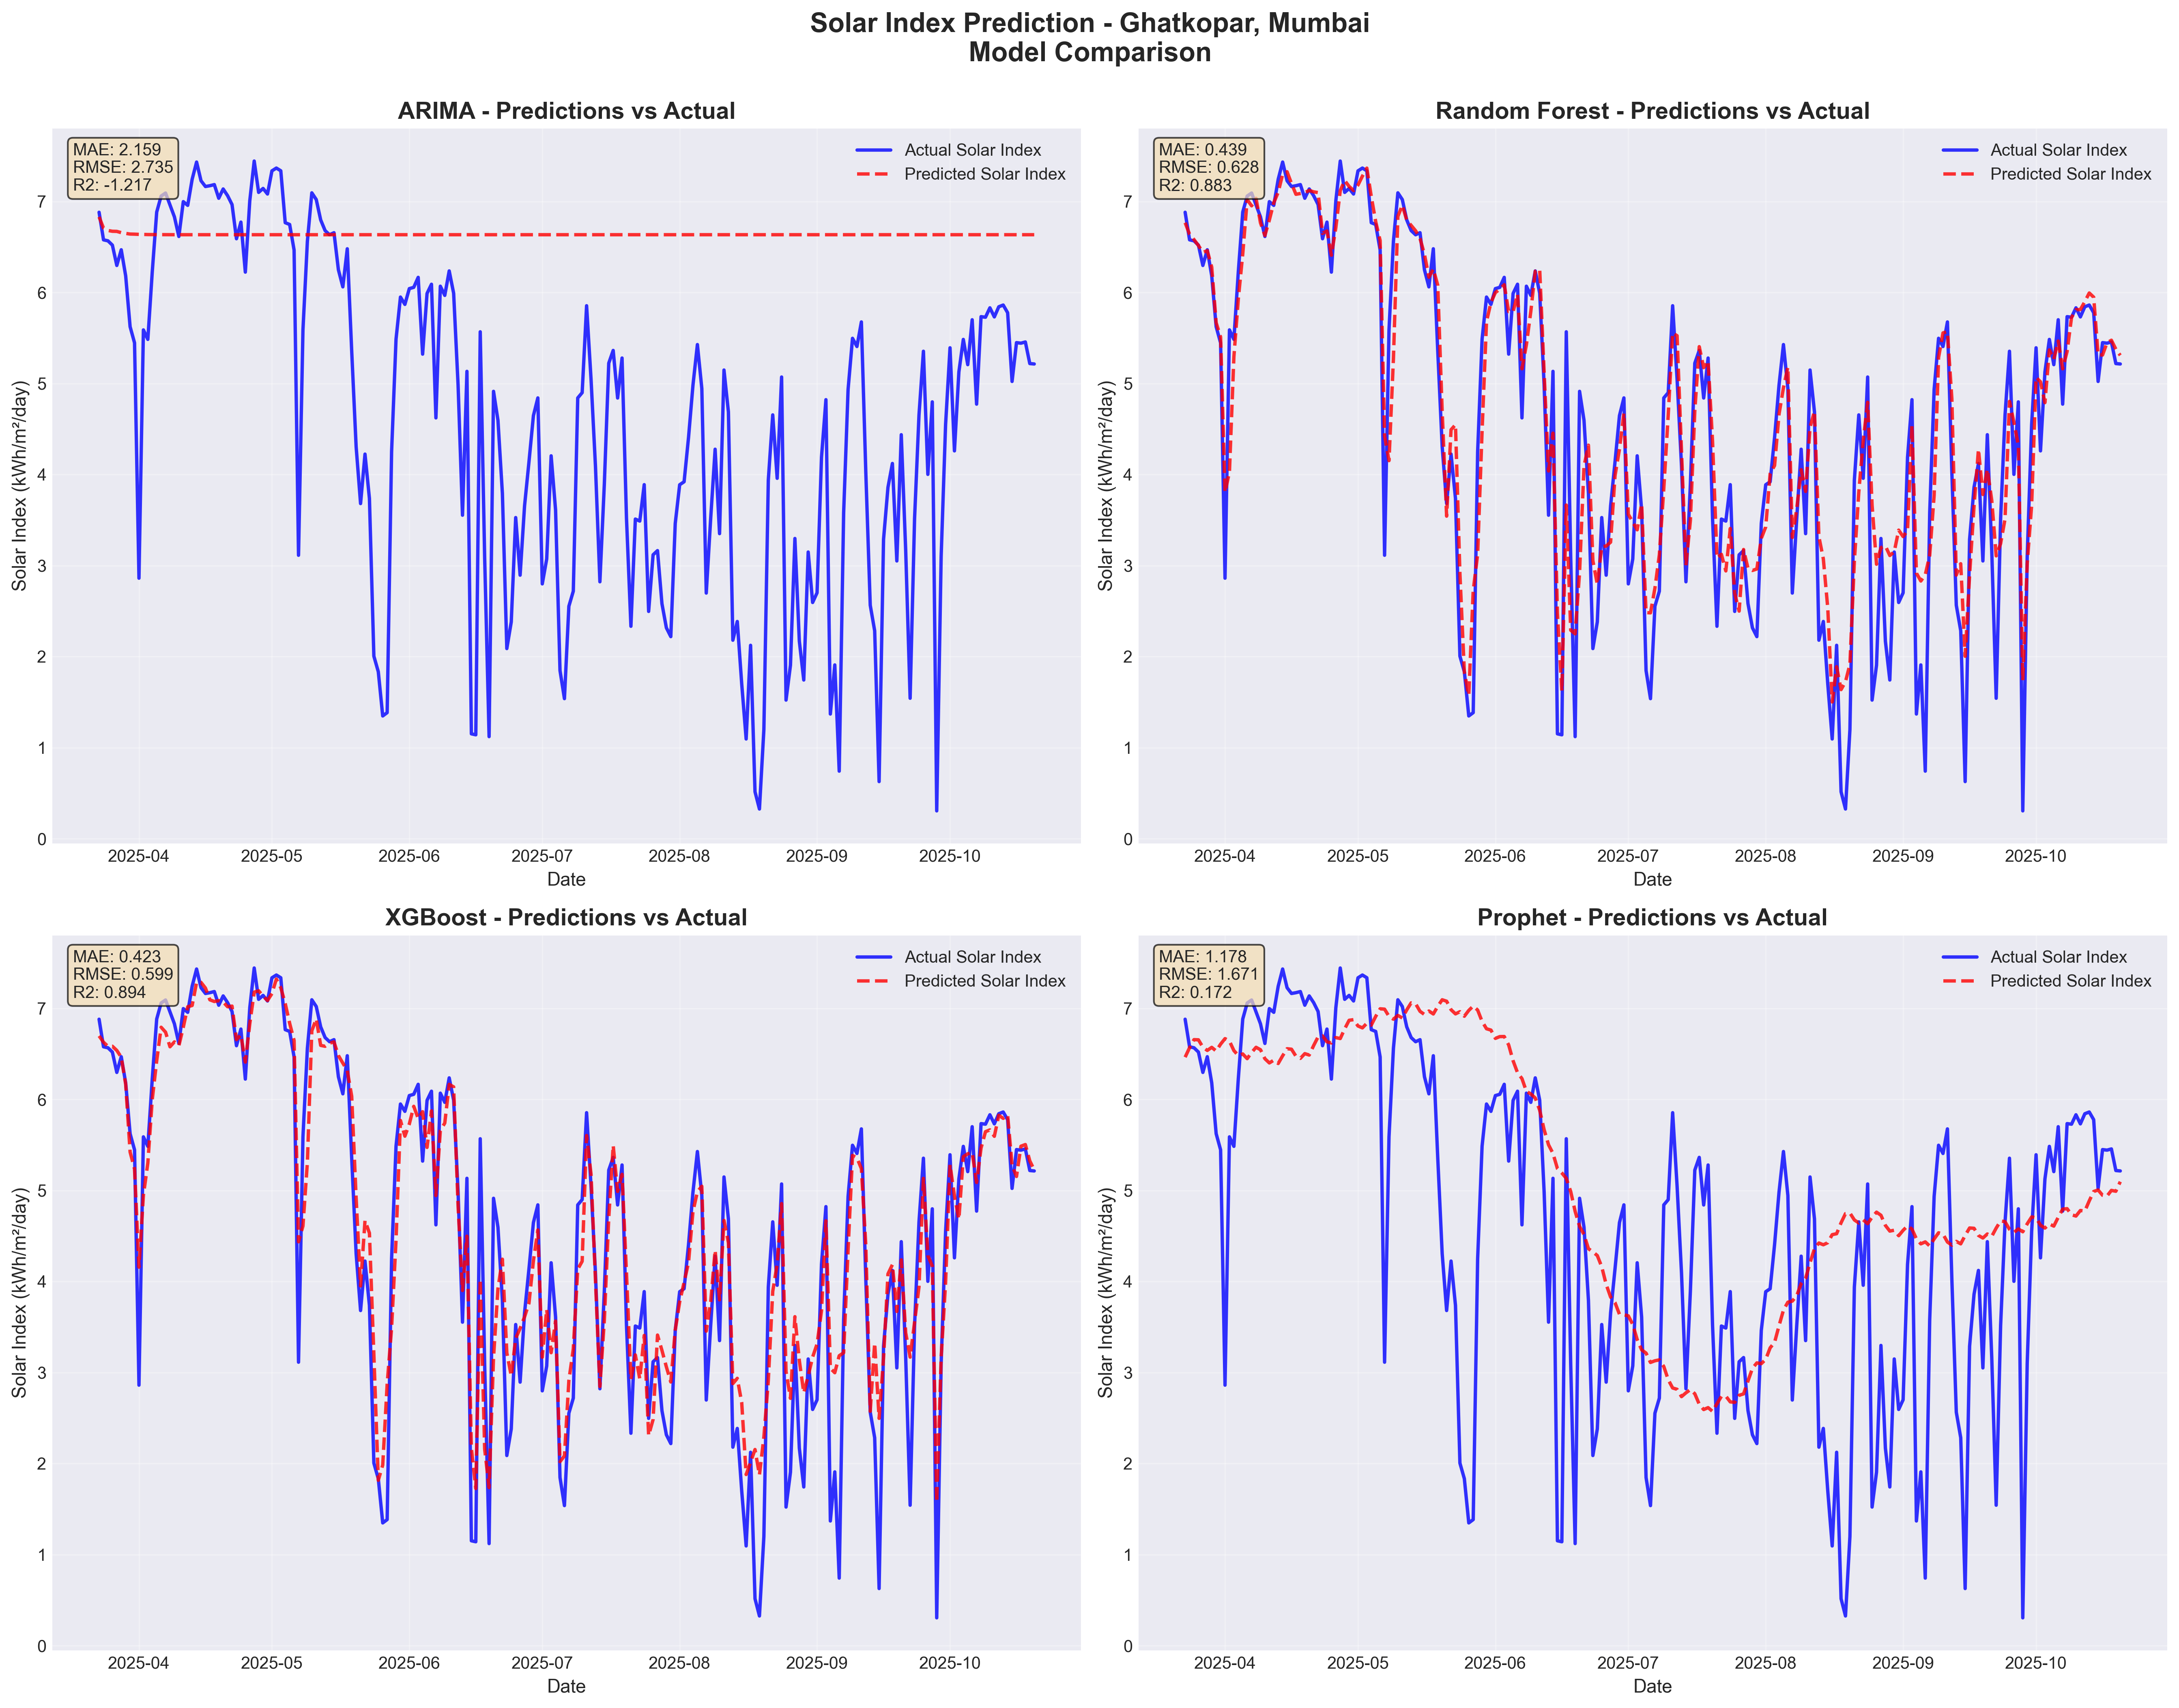 Solar Index Prediction - Ghatkopar, Mumbai
Model Comparison
ARIMA - Predictions vs Actual
MAE: 2.159
RMSE: 2.735
R2: -1.217
Actual Solar Index
Predicted Solar Index
Solar Index (kWh/m²/day)
7
6
5
4
3
2
1
0
2025-04 2025-05 2025-06 2025-07 2025-08 2025-09 2025-10
Date
Random Forest - Predictions vs Actual
MAE: 0.439
RMSE: 0.628
R2: 0.883
Actual Solar Index
Predicted Solar Index
Solar Index (kWh/m²/day)
7
6
5
4
3
2
1
0
2025-04 2025-05 2025-06 2025-07 2025-08 2025-09 2025-10
Date
XGBoost - Predictions vs Actual
MAE: 0.423
RMSE: 0.599
R2: 0.894
Actual Solar Index
Predicted Solar Index
Solar Index (kWh/m²/day)
7
6
5
4
3
2
1
0
2025-04 2025-05 2025-06 2025-07 2025-08 2025-09 2025-10
Date
Prophet - Predictions vs Actual
MAE: 1.178
RMSE: 1.671
R2: 0.172
Actual Solar Index
Predicted Solar Index
Solar Index (kWh/m²/day)
7
6
5
4
3
2
1
0
2025-04 2025-05 2025-06 2025-07 2025-08 2025-09 2025-10
Date